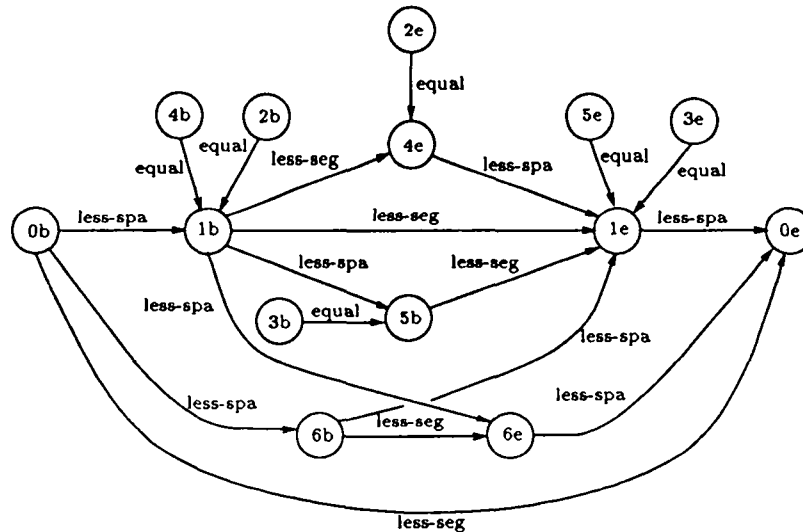 2e
equal
4b
2b
5e
3e
equal
equal
4e
equal
equal
less-seg
less-spa
less-spa
less-seg
less-spa
0b
1b
1e
0e
less-spa
less-seg
less-spa
equal
3b
5b
less-spa
less-spa
less-spa
less-seg
6b
6e
less-seg